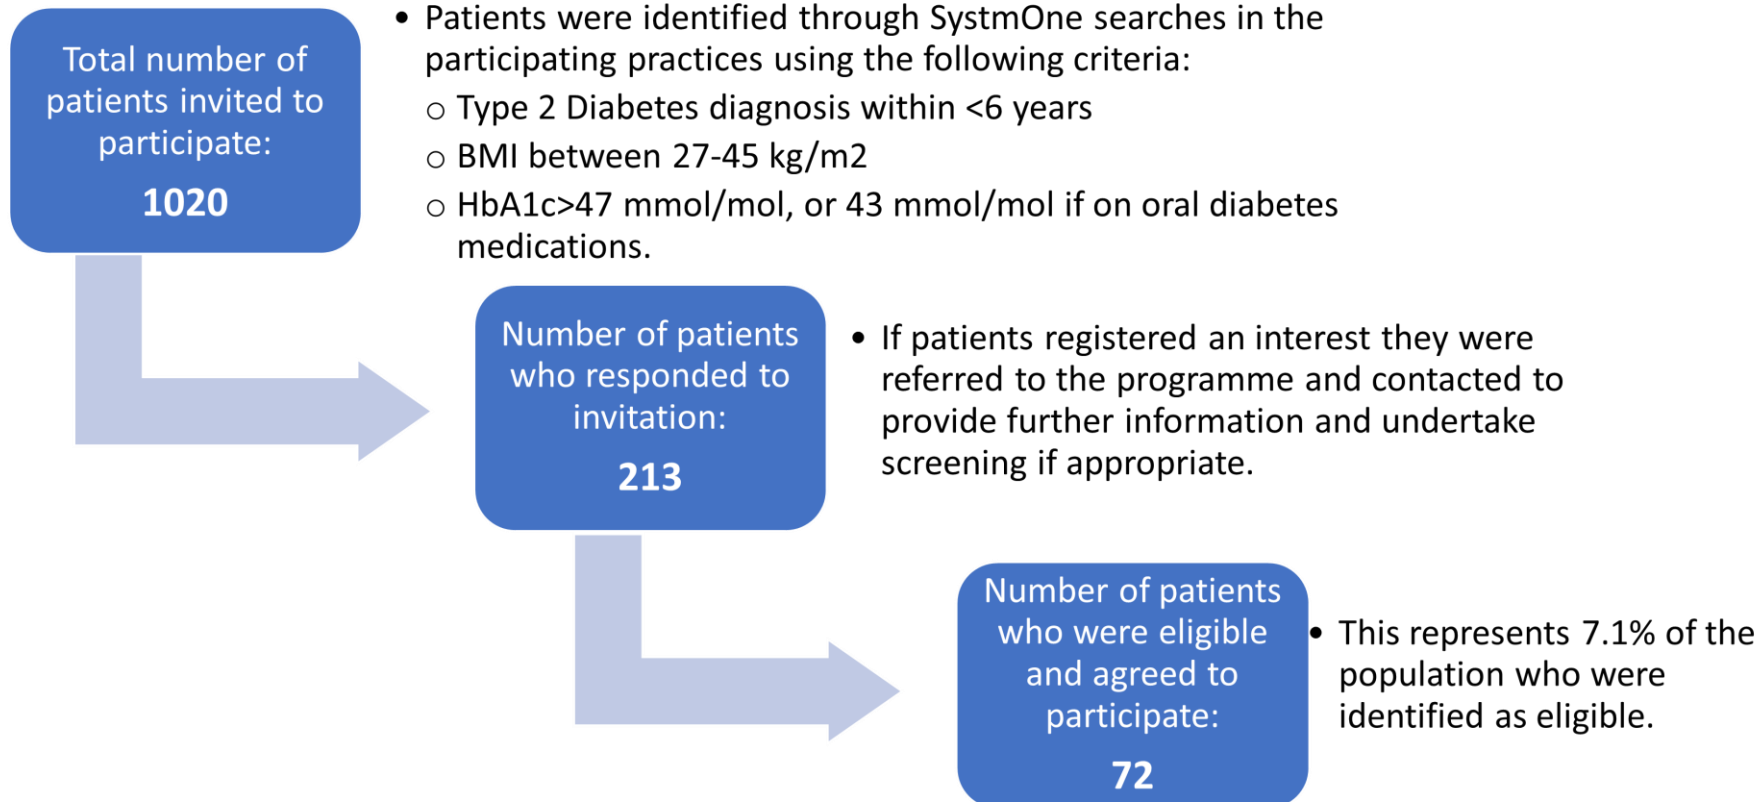 Total number of
patients invited to
participate:
1020
• Patients were identified through SystmOne searches in the
participating practices using the following criteria:
○ Type 2 Diabetes diagnosis within <6 years
○ BMI between 27-45 kg/m2
○ HbA1c>47 mmol/mol, or 43 mmol/mol if on oral diabetes
medications.
Number of patients
who responded to
invitation:
213
• If patients registered an interest they were
referred to the programme and contacted to
provide further information and undertake
screening if appropriate.
Number of patients
who were eligible
and agreed to
participate:
72
• This represents 7.1% of the
population who were
identified as eligible.